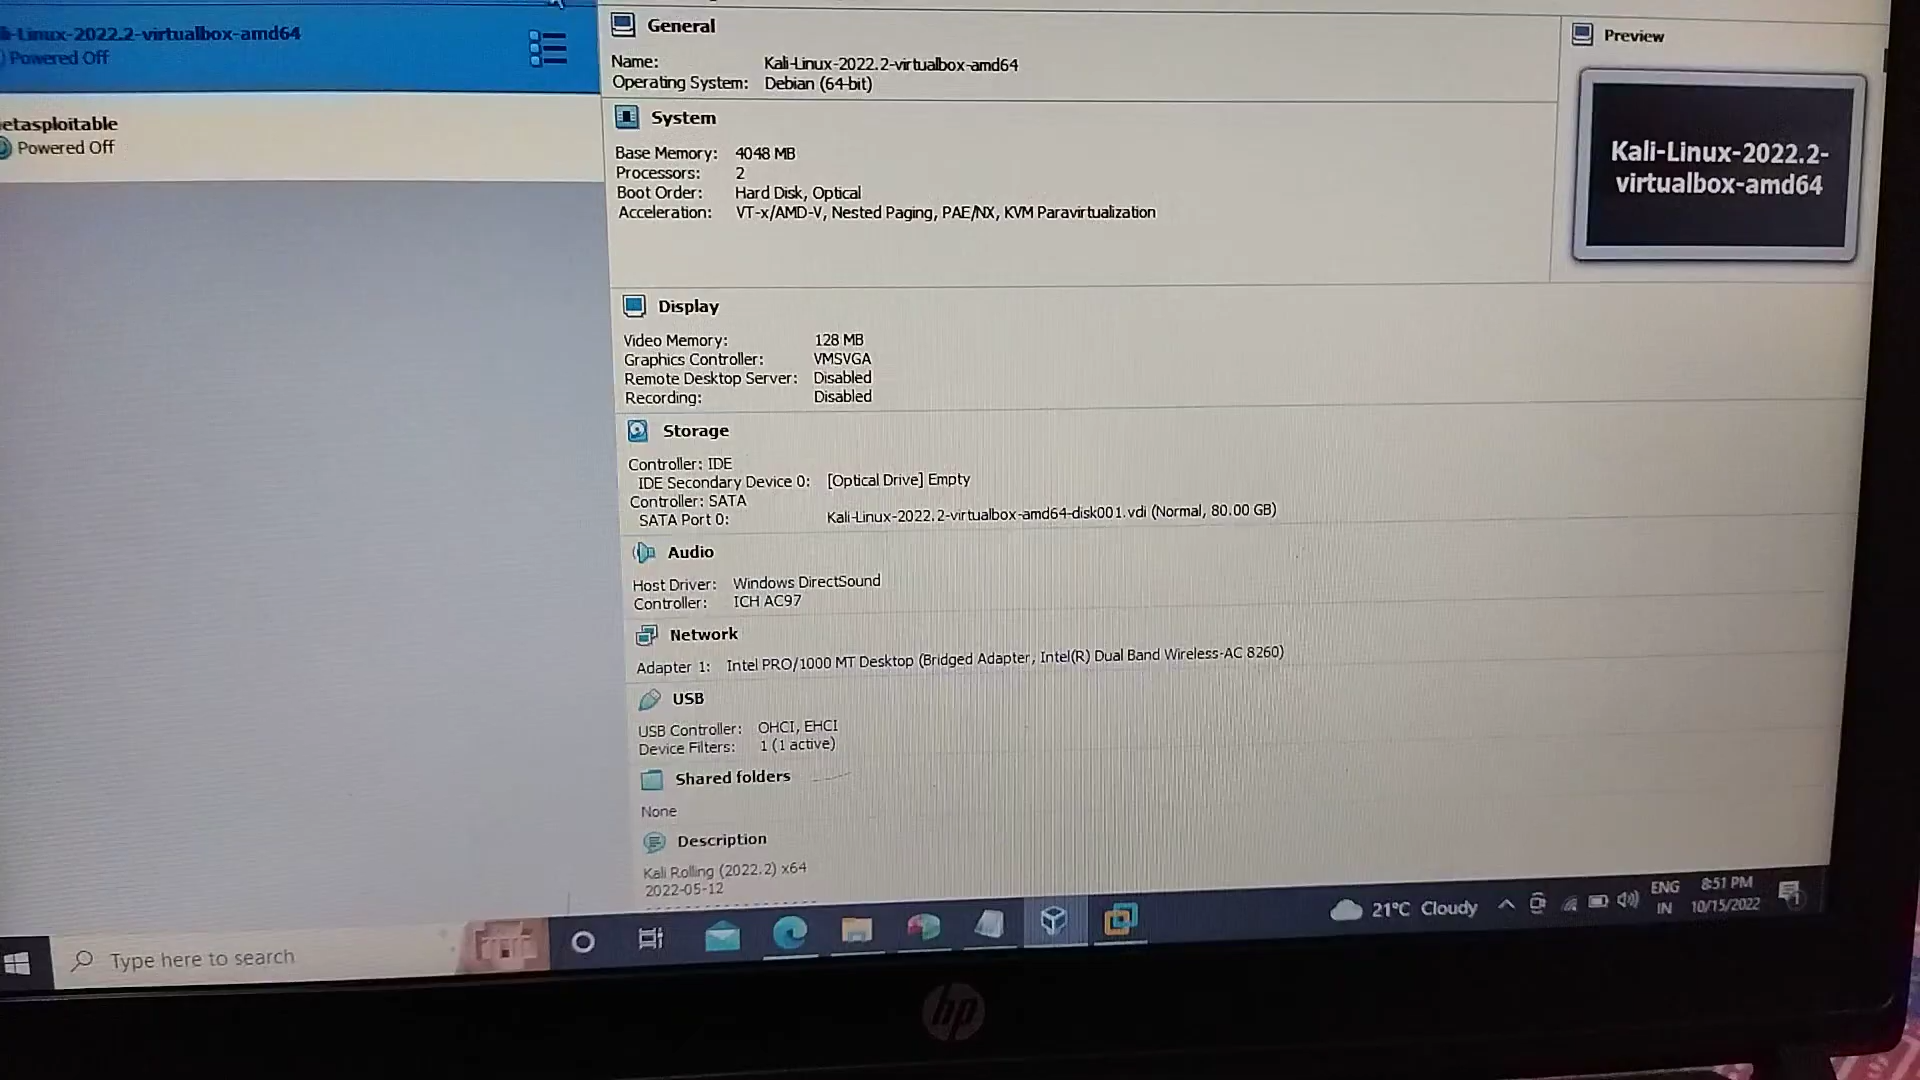 li-Linux-2022.2-virtualbox-amd64
Powered Off
etasploitable
Powered Off
General
Name: Kali-Linux-2022.2-virtualbox-amd64
Operating System: Debian (64-bit)
System
Base Memory: 4048 MB
Processors: 2
Boot Order: Hard Disk, Optical
Acceleration: VT-x/AMD-V, Nested Paging, PAE/NX, KVM Paravirtualization
Preview
Kali-Linux-2022.2-
virtualbox-amd64
Display
Video Memory: 128 MB
Graphics Controller: VMSVGA
Remote Desktop Server: Disabled
Recording: Disabled
Storage
Controller: IDE
IDE Secondary Device 0: [Optical Drive] Empty
Controller: SATA
SATA Port 0: Kali-Linux-2022.2-virtualbox-amd64-disk001.vdi (Normal, 80.00 GB)
Audio
Host Driver: Windows DirectSound
Controller: ICH AC97
Network
Adapter 1: Intel PRO/1000 MT Desktop (Bridged Adapter, Intel(R) Dual Band Wireless-AC 8260)
USB
USB Controller: OHCI, EHCI
Device Filters: 1 (1 active)
Shared folders
None
Description
Kali Rolling (2022.2) x64
2022-05-12
Type here to search
21°C Cloudy
ENG
IN
8:51 PM
10/15/2022
1
hp